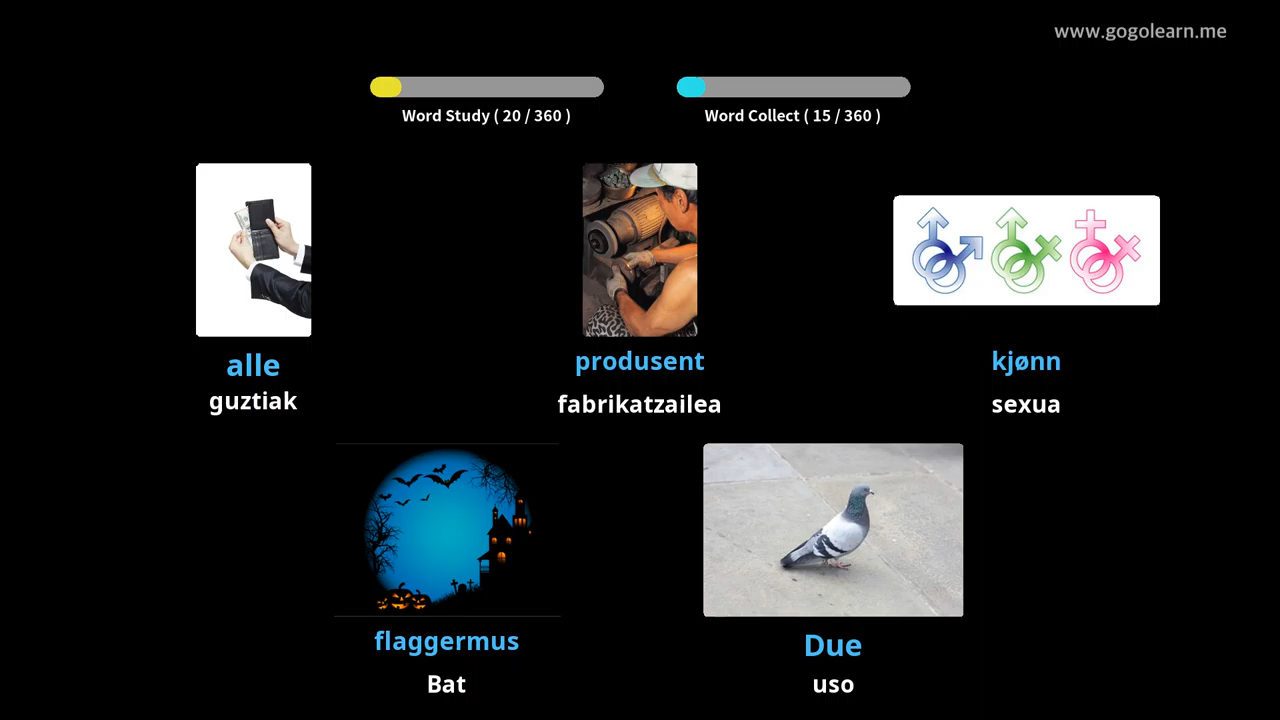 www.gogolearn.me
Word Study ( 20 / 360 )
Word Collect ( 15 / 360 )
alle
guztiak
produsent
fabrikatzailea
kjønn
sexua
flaggermus
Bat
Due
uso